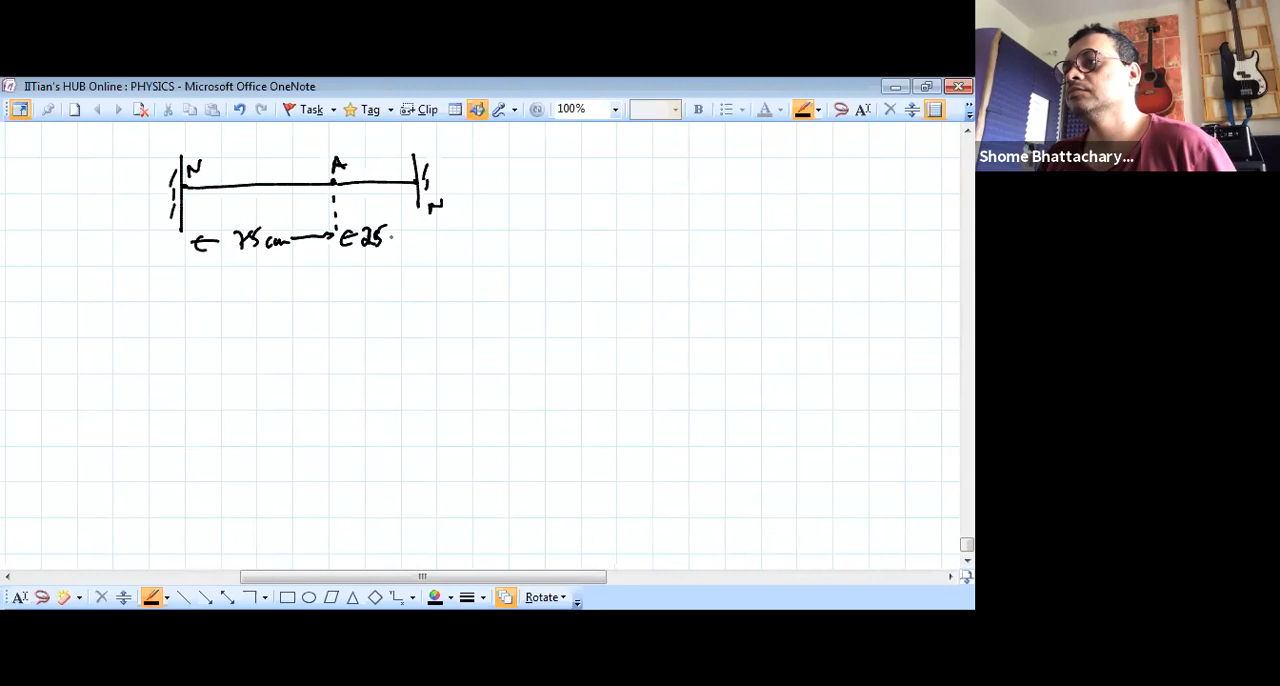 IITian's HUB Online : PHYSICS - Microsoft Office OneNote
Task Tag Clip 100% B A
N A
N
75 cm 25
Shome Bhattachary...
A Rotate